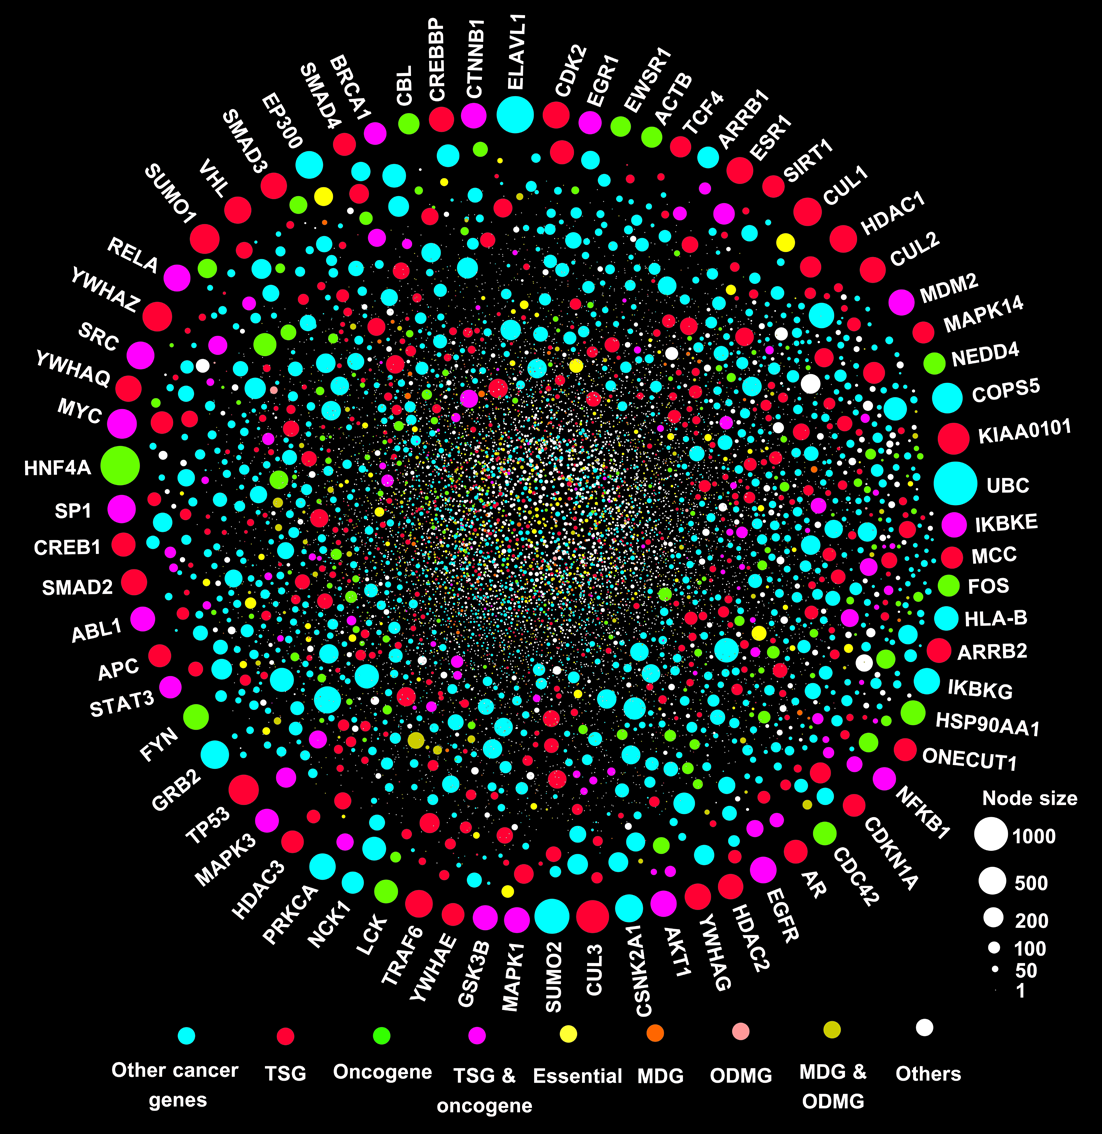 ELAVL1
CDK2
EGR1
EWSR1
ACTB
TCF4
ARRB1
ESR1
SIRT1
CUL1
HDAC1
CUL2
MDM2
MAPK14
NEDD4
COPS5
KIAA0101
UBC
IKBKE
MCC
FOS
HLA-B
ARRB2
IKBKG
HSP90AA1
ONECUT1
NFKB1
CDKN1A
CDC42
AR
EGFR
HDAC2
YWHAG
AKT1
CSNK2A1
CUL3
SUMO2
MAPK1
GSK3B
YWHAE
TRAF6
LCK
NCK1
PRKCA
HDAC3
MAPK3
TP53
GRB2
FYN
STAT3
APC
ABL1
SMAD2
CREB1
SP1
HNF4A
MYC
YWHAQ
SRC
YWHAZ
RELA
SUMO1
VHL
SMAD3
EP300
SMAD4
BRCA1
CBL
CREBBP
CTNNB1
Node size
1000
500
200
100
50
1
Other cancer
genes
TSG
Oncogene
TSG &
oncogene
Essential
MDG
ODMG
MDG &
ODMG
Others